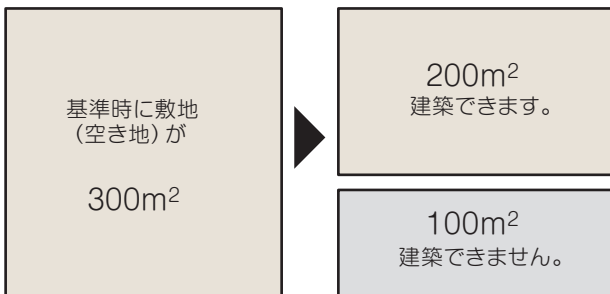 基準時に敷地
（空き地）が
300m²
200m²
建築できます。
100m²
建築できません。